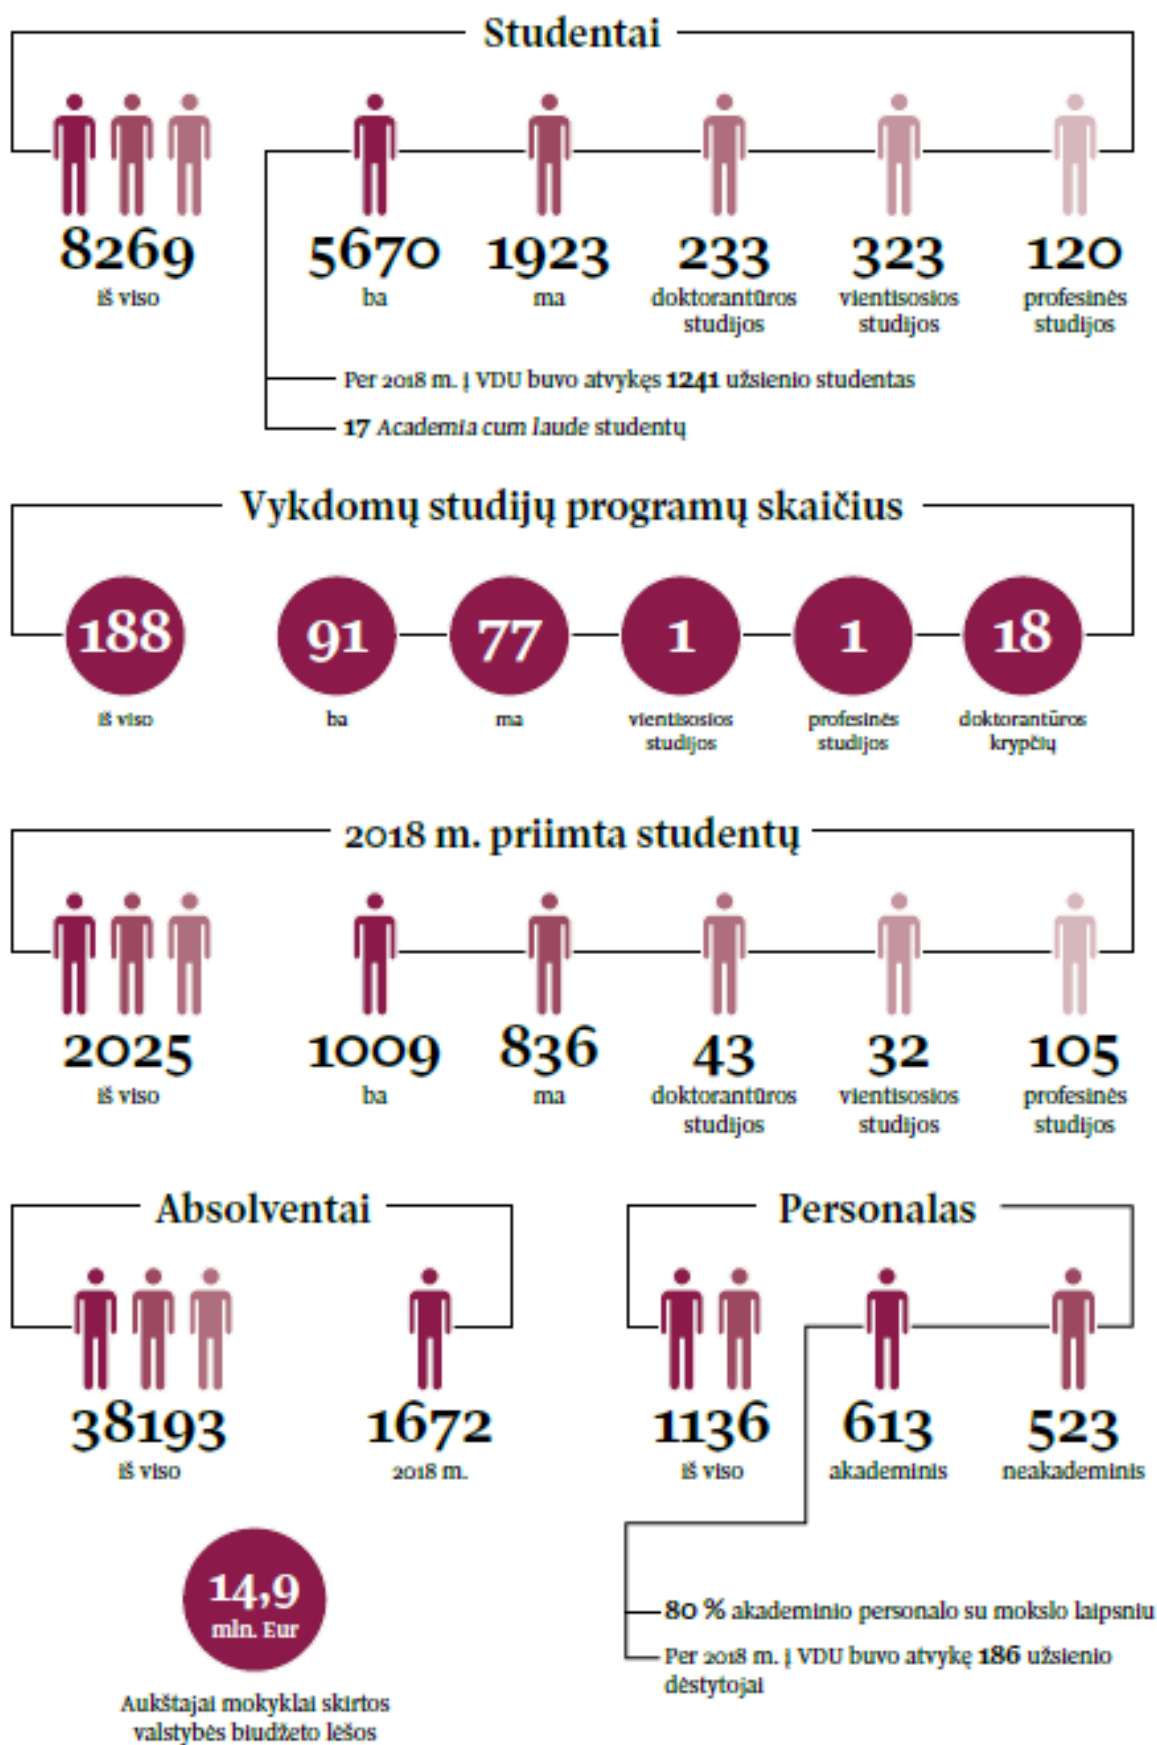 Studentai
8269
iš viso
5670
ba
1923
ma
233
doktorantūros
studijos
323
vientisosios
studijos
120
profesinės
studijos
Per 2018 m. į VDU buvo atvykęs 1241 užsienio studentas
17 Academia cum laude studentų
Vykdomų studijų programų skaičius
188
iš viso
91
ba
77
ma
1
vientisosios
studijos
1
profesinės
studijos
18
doktorantūros
krypčių
2018 m. priimta studentų
2025
iš viso
1009
ba
836
ma
43
doktorantūros
studijos
32
vientisosios
studijos
105
profesinės
studijos
Absolventai
38193
iš viso
1672
2018 m.
14,9
mln. Eur
Aukštajai mokyklai skirtos
valstybės biudžeto lėšos
Personalas
1136
iš viso
613
akademinis
523
neakademinis
80 % akademinio personalo su mokslo laipsniu
Per 2018 m. į VDU buvo atvykę 186 užsienio
dėstytojai